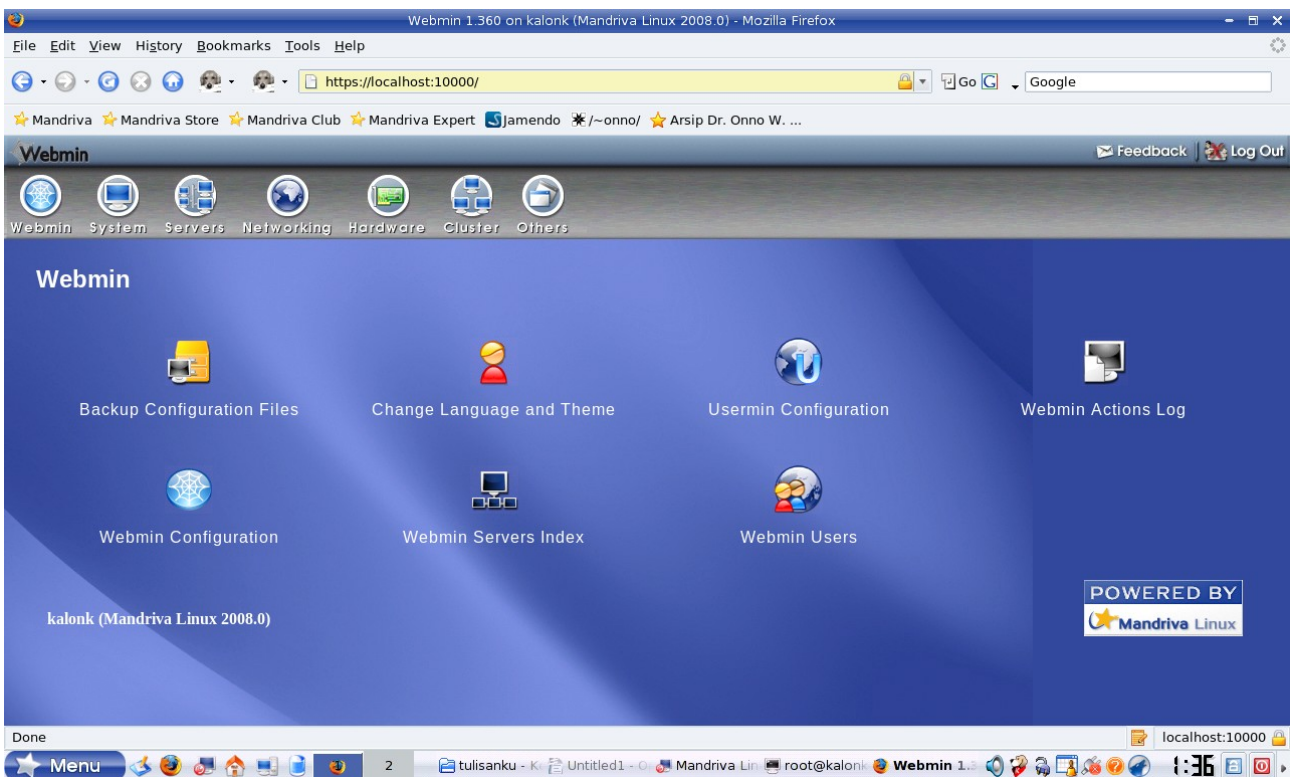 Webmin 1.360 on kalonk (Mandriva Linux 2008.0) - Mozilla Firefox
File Edit View History Bookmarks Tools Help
https://localhost:10000/ Go G Google
Mandriva Mandriva Store Mandriva Club Mandriva Expert Jamendo /~onno/ Arsip Dr. Onno W. ...
Webmin Feedback Log Out
Webmin System Servers Networking Hardware Cluster Others
Webmin
Backup Configuration Files Change Language and Theme Usermin Configuration Webmin Actions Log
Webmin Configuration Webmin Servers Index Webmin Users
POWERED BY
kalonk (Mandriva Linux 2008.0) Mandriva Linux
Done localhost:10000
Menu 2 tulisanku - K Untitled1 - O Mandriva Lin root@kalonk Webmin 1.3 1:36